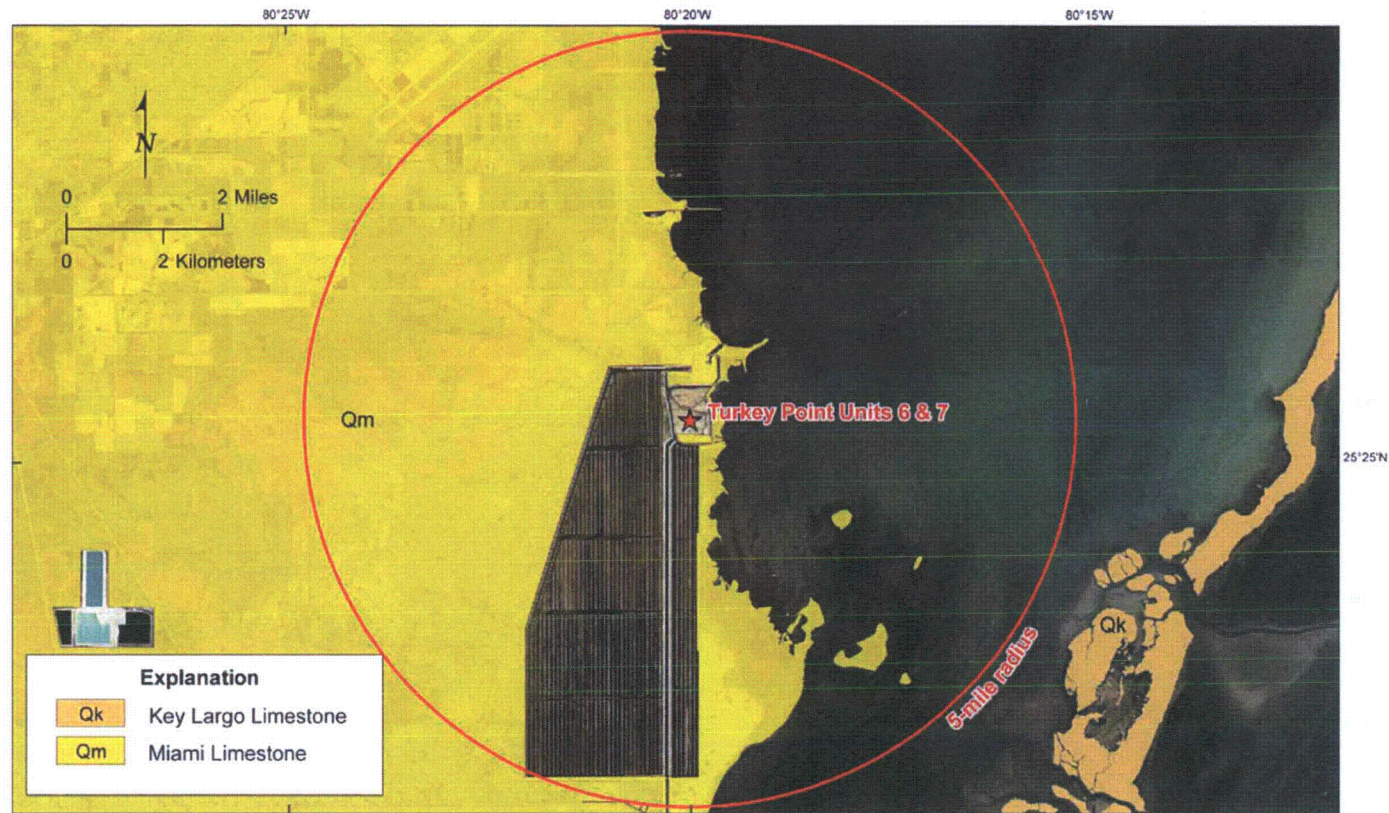 80°25'W 80°20'W 80°15'W
N
0 2 Miles
0 2 Kilometers
Qm
Turkey Point Units 6 & 7
25°25'N
Qk
5-mile radius
Explanation
Qk Key Largo Limestone
Qm Miami Limestone